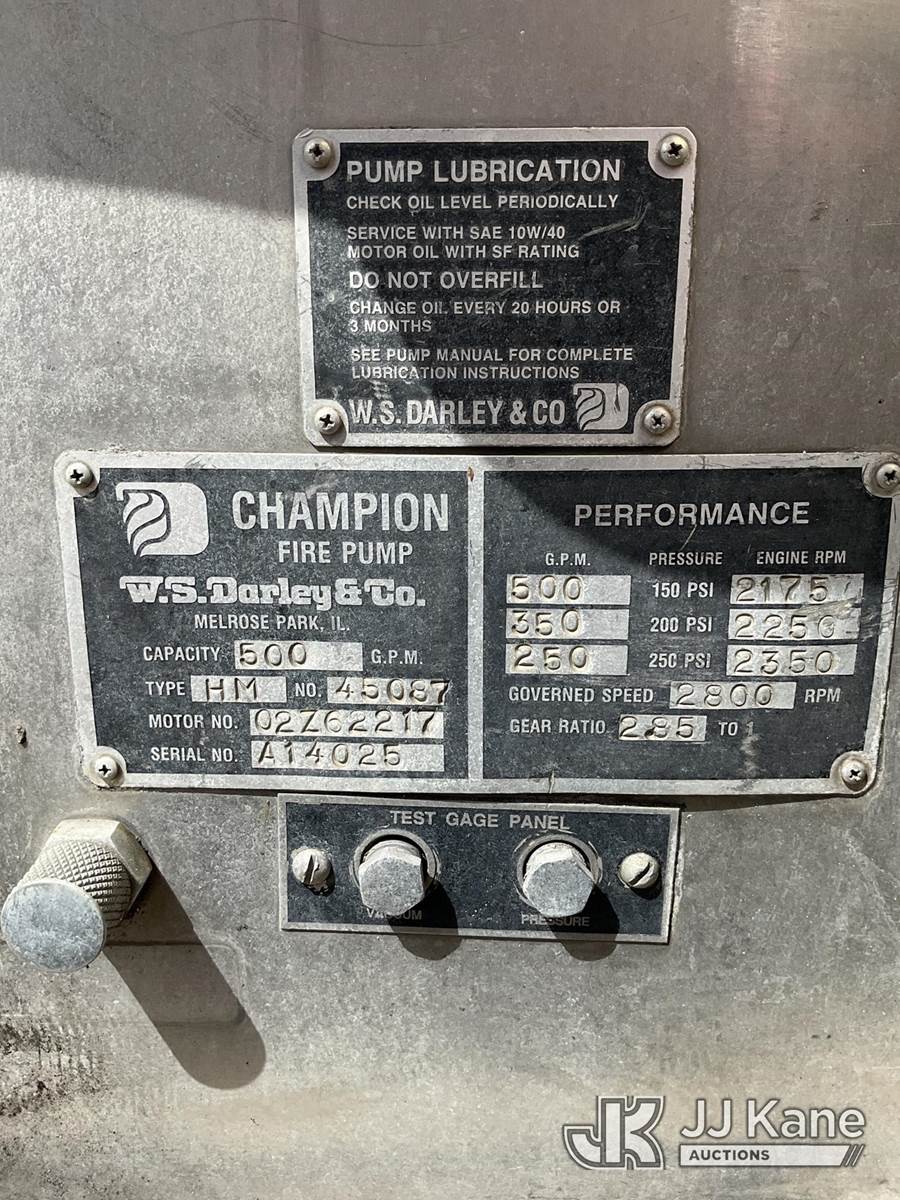 PUMP LUBRICATION
CHECK OIL LEVEL PERIODICALLY
SERVICE WITH SAE 10W/40
MOTOR OIL WITH SF RATING
DO NOT OVERFILL
CHANGE OIL EVERY 20 HOURS OR
3 MONTHS
SEE PUMP MANUAL FOR COMPLETE
LUBRICATION INSTRUCTIONS
W.S. DARLEY & CO
CHAMPION
FIRE PUMP
W.S. Darley & Co.
MELROSE PARK, IL.
CAPACITY 500 G.P.M.
TYPE HM NO. 45087
MOTOR NO. 02Z62217
SERIAL NO. A14025
PERFORMANCE
G.P.M. PRESSURE ENGINE RPM
500 150 PSI 2175
350 200 PSI 2250
250 250 PSI 2350
GOVERNED SPEED 2800 RPM
GEAR RATIO 2.85 TO 1
TEST GAGE PANEL
VACUUM PRESSURE
JK JJ Kane
AUCTIONS